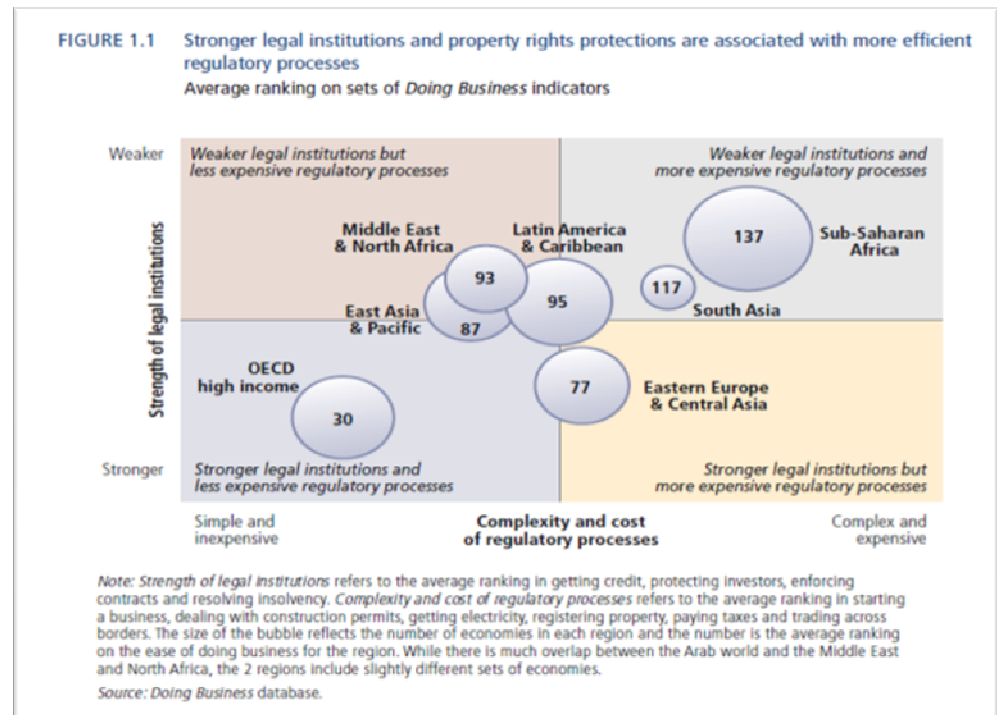 FIGURE 1.1 Stronger legal institutions and property rights protections are associated with more efficient
regulatory processes
Average ranking on sets of Doing Business indicators
Weaker
Weaker legal institutions but
less expensive regulatory processes
Weaker legal institutions and
more expensive regulatory processes
Middle East
& North Africa
Latin America
& Caribbean
137
Sub-Saharan
Africa
93
95
117
East Asia
& Pacific
87
South Asia
Strength of legal institutions
OECD
high income
30
77
Eastern Europe
& Central Asia
Stronger
Stronger legal institutions and
less expensive regulatory processes
Stronger legal institutions but
more expensive regulatory processes
Simple and
inexpensive
Complexity and cost
of regulatory processes
Complex and
expensive
Note: Strength of legal institutions refers to the average ranking in getting credit, protecting investors, enforcing
contracts and resolving insolvency. Complexity and cost of regulatory processes refers to the average ranking in starting
a business, dealing with construction permits, getting electricity, registering property, paying taxes and trading across
borders. The size of the bubble reflects the number of economies in each region and the number is the average ranking
on the ease of doing business for the region. While there is much overlap between the Arab world and the Middle East
and North Africa, the 2 regions include slightly different sets of economies.
Source: Doing Business database.